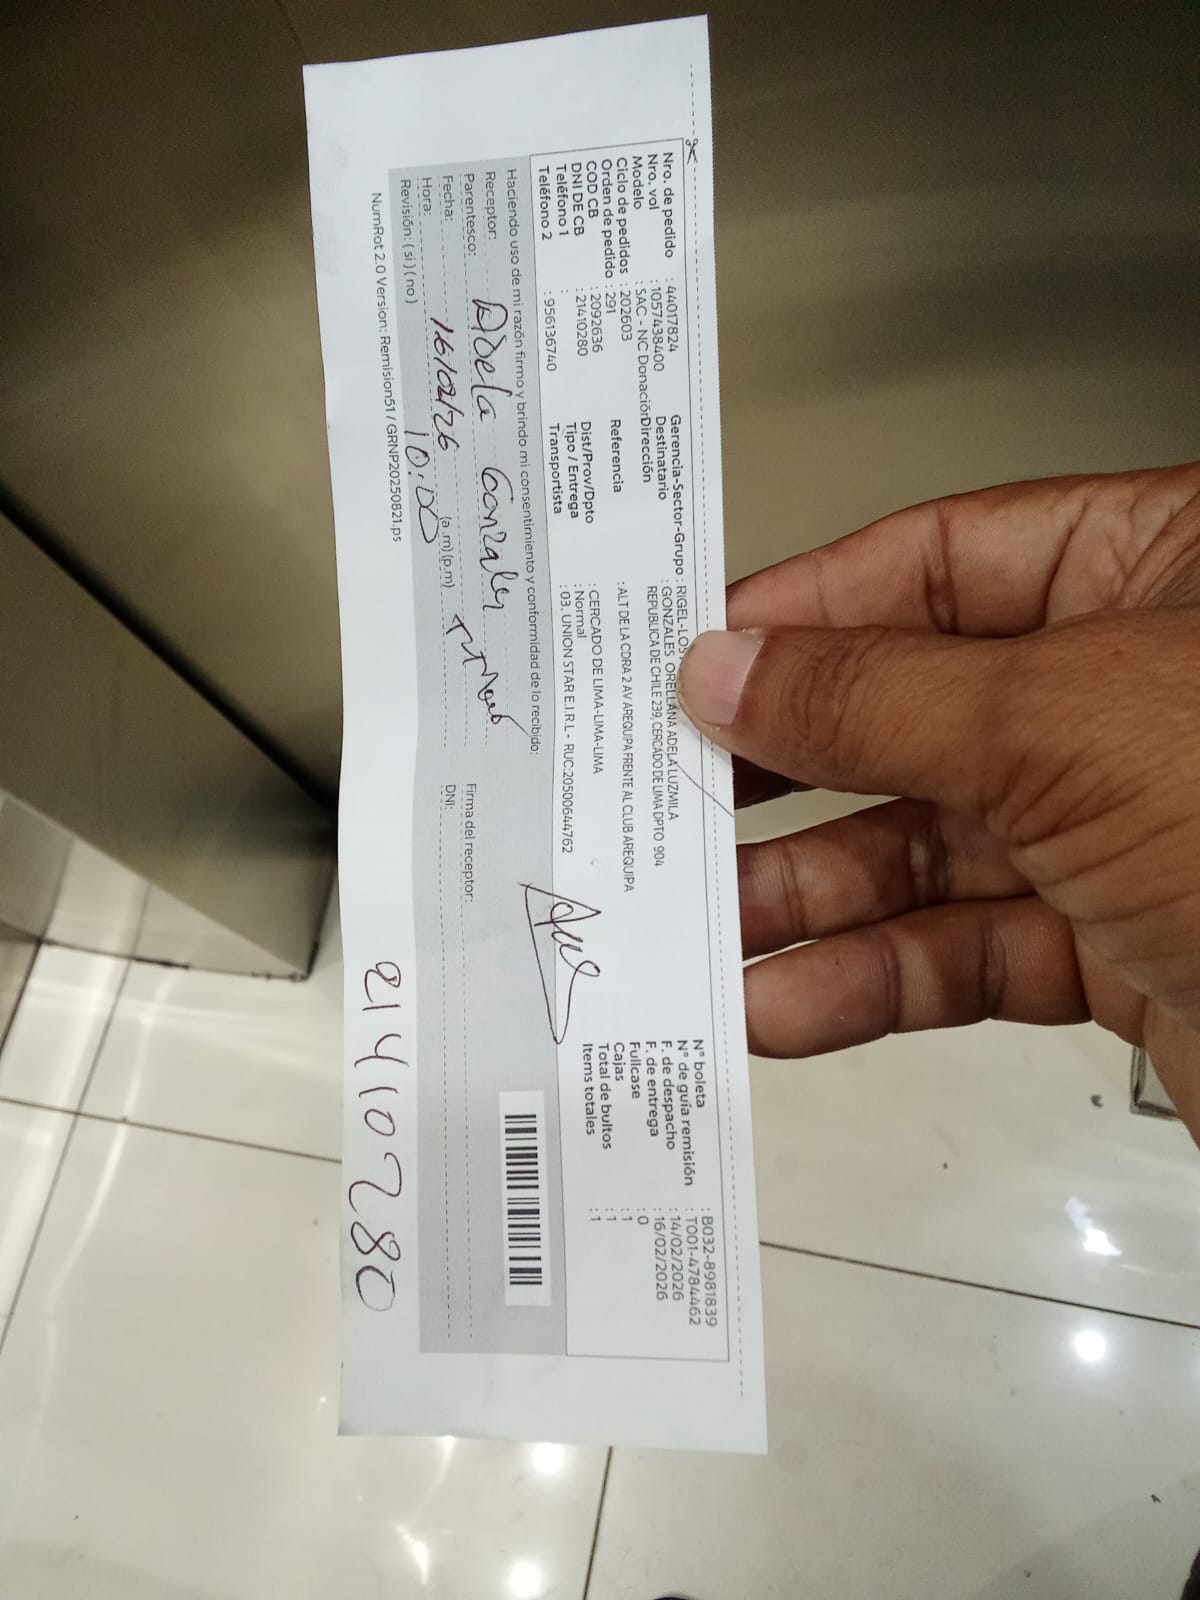 Nro. de pedido : 44017824
Nro. vol : 1057438400
Modelo : SAC - NC Donación
Ciclo de pedidos : 202603
Orden de pedido : 291
COD CB : 2092636
DNI DE CB : 21410280
Teléfono 1 :
Teléfono 2 : 956136740
Gerencia-Sector-Grupo : RIGEL-LOS
Destinatario : GONZALES ORELLANA ADELA LUZMILA
Dirección REPUBLICA DE CHILE 239, CERCADO DE LIMA DPTO 904
Referencia : ALT DE LA CDRA 2 AV AREQUIPA FRENTE AL CLUB AREQUIPA
Dist/Prov/Dpto : CERCADO DE LIMA-LIMA-LIMA
Tipo / Entrega : Normal
Transportista : 03. UNION STAR E.I.R.L - RUC:20500644762
N° boleta : B032-8981839
N° de guía remisión : T001-4784462
F. de despacho : 14/02/2026
F. de entrega : 16/02/2026
Fullcase : 0
Cajas : 1
Total de bultos : 1
Items totales : 1
Haciendo uso de mi razón firmo y brindo mi consentimiento y conformidad de lo recibido:
Receptor: Adela Gonzales
Parentesco:
Fecha: 16/02/26
Hora: 10:00 (a.m)(p.m)
Revisión: (si) (no)
Firma del receptor:
DNI:
21410280
NumRot 2.0 Version: Remision51 / GRNP20250821.ps